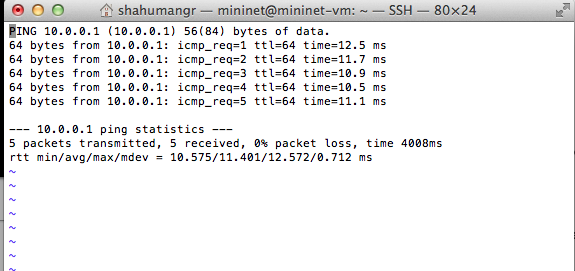 shahumangr — mininet@mininet-vm: ~ — SSH — 80×24
PING 10.0.0.1 (10.0.0.1) 56(84) bytes of data.
64 bytes from 10.0.0.1: icmp_req=1 ttl=64 time=12.5 ms
64 bytes from 10.0.0.1: icmp_req=2 ttl=64 time=11.7 ms
64 bytes from 10.0.0.1: icmp_req=3 ttl=64 time=10.9 ms
64 bytes from 10.0.0.1: icmp_req=4 ttl=64 time=10.5 ms
64 bytes from 10.0.0.1: icmp_req=5 ttl=64 time=11.1 ms
--- 10.0.0.1 ping statistics ---
5 packets transmitted, 5 received, 0% packet loss, time 4008ms
rtt min/avg/max/mdev = 10.575/11.401/12.572/0.712 ms
~
~
~
~
~
~
~
~